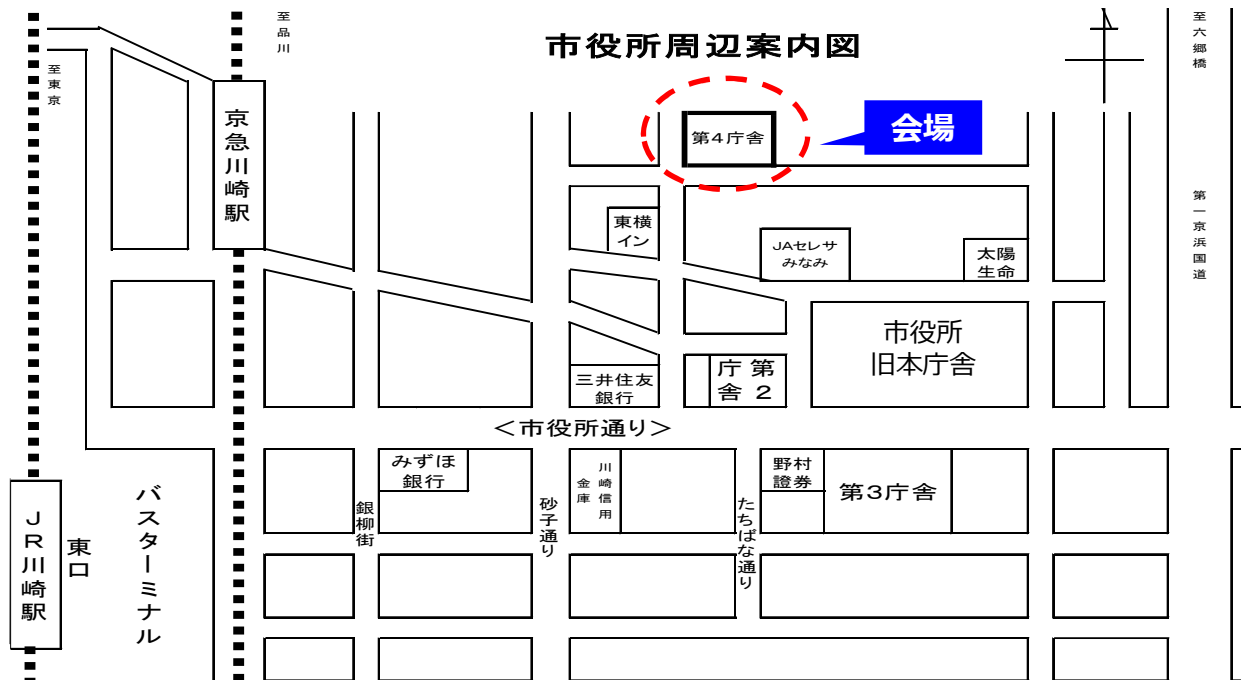 市役所周辺案内図
至品川
至東京
至六郷橋
京急川崎駅
第4庁舎
会場
第一京浜国道
東横
イン
JAセレサ
みなみ
太陽
生命
市役所
旧本庁舎
三井住友
銀行
第2
庁舎
＜市役所通り＞
みずほ
銀行
川崎信用
金庫
野村
證券
第3庁舎
銀柳街
砂子通り
たちばな通り
JR川崎駅
東口
バスターミナル